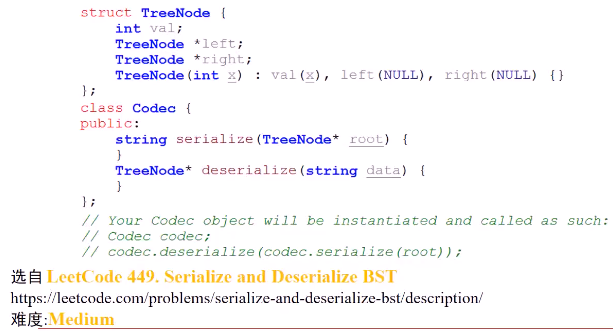 struct TreeNode {
int val;
TreeNode *left;
TreeNode *right;
TreeNode(int x) : val(x), left(NULL), right(NULL) {}
};
class Codec {
public:
string serialize(TreeNode* root) {
}
TreeNode* deserialize(string data) {
}
};
// Your Codec object will be instantiated and called as such:
// Codec codec;
// codec.deserialize(codec.serialize(root));
选自 LeetCode 449. Serialize and Deserialize BST
https://leetcode.com/problems/serialize-and-deserialize-bst/description/
难度:Medium